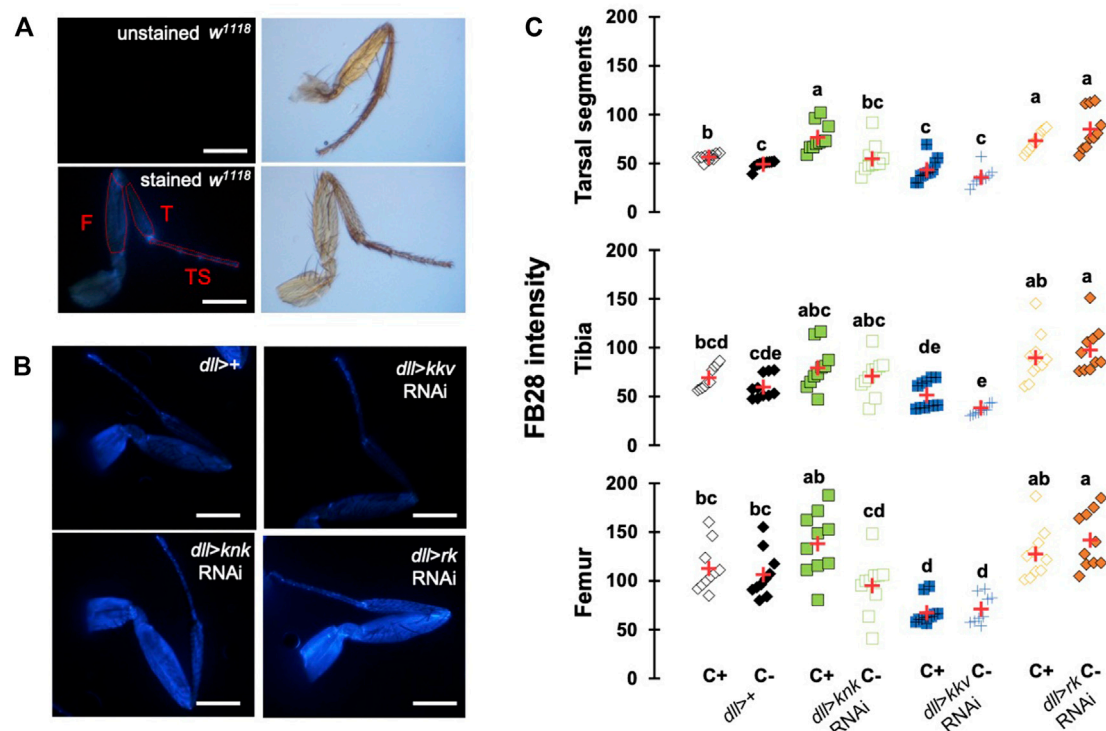 A
unstained w1118
stained w1118
F
T
TS
B
dll>+
dll>kkv
RNAi
dll>knk
RNAi
dll>rk
RNAi
C
FB28 intensity
Tarsal segments
200
150
100
50
0
b
c
a
bc
c
c
a
a
Tibia
200
150
100
50
0
bcd
cde
abc
abc
de
e
ab
a
Femur
200
150
100
50
0
bc
bc
ab
cd
d
d
ab
a
C+ C- C+ C- C+ C- C+ C-
dll>+
dll>knk
RNAi
dll>kkv
RNAi
dll>rk
RNAi